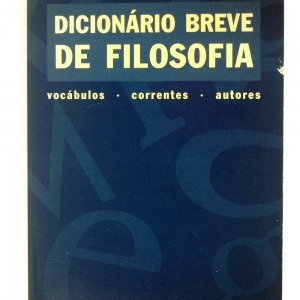 DICIONÁRIO BREVE
DE FILOSOFIA
vocábulos · correntes · autores